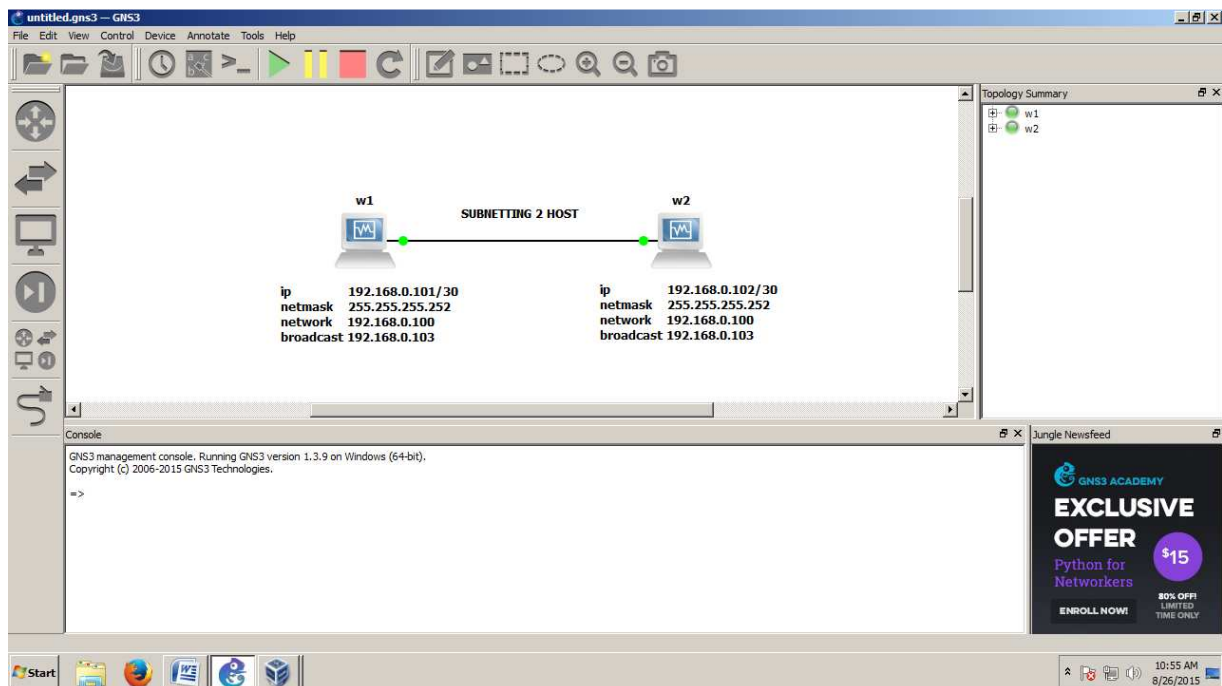 untitled.gns3 — GNS3
File Edit View Control Device Annotate Tools Help
Topology Summary
w1
w2
w1
SUBNETTING 2 HOST
w2
ip 192.168.0.101/30
netmask 255.255.255.252
network 192.168.0.100
broadcast 192.168.0.103
ip 192.168.0.102/30
netmask 255.255.255.252
network 192.168.0.100
broadcast 192.168.0.103
Console
GNS3 management console. Running GNS3 version 1.3.9 on Windows (64-bit).
Copyright (c) 2006-2015 GNS3 Technologies.
=>
Jungle Newsfeed
GNS3 ACADEMY
EXCLUSIVE
OFFER
$15
Python for
Networkers
80% OFF!
LIMITED
TIME ONLY
ENROLL NOW!
Start
10:55 AM
8/26/2015